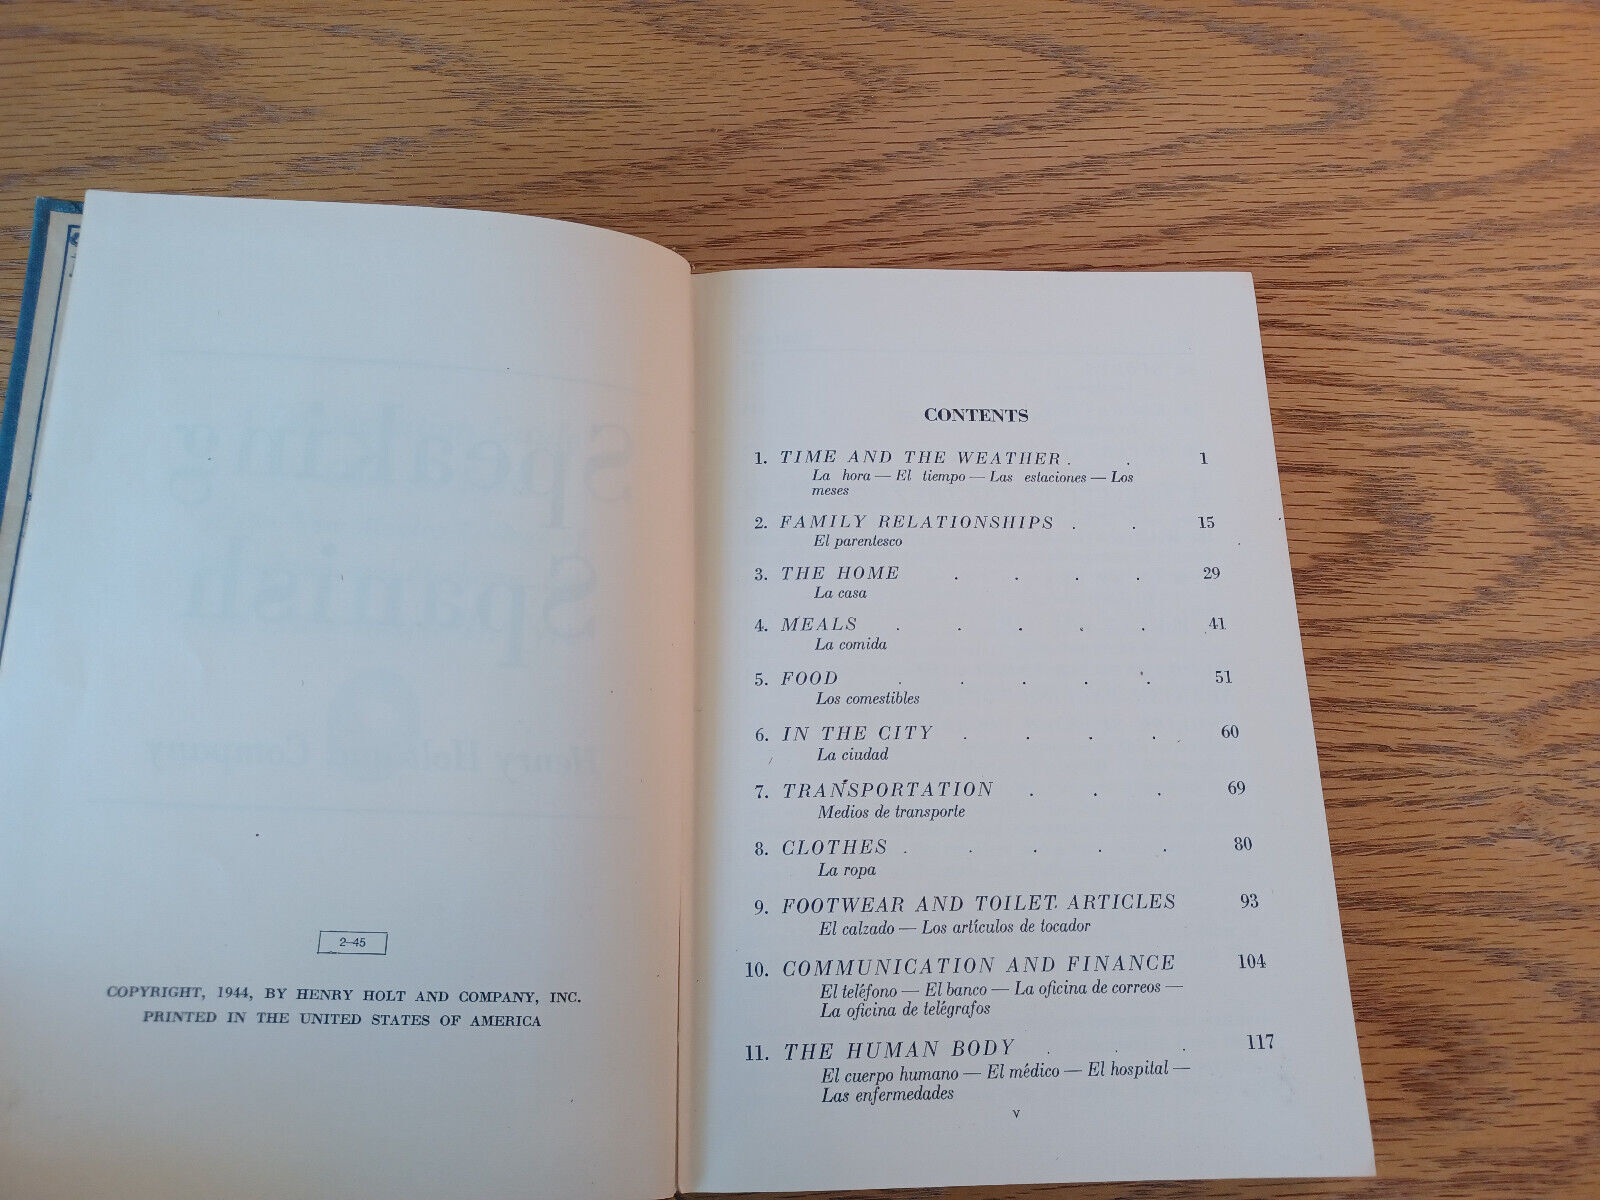 2–45
COPYRIGHT, 1944, BY HENRY HOLT AND COMPANY, INC.
PRINTED IN THE UNITED STATES OF AMERICA
CONTENTS
1. TIME AND THE WEATHER . . 1
La hora — El tiempo — Las estaciones — Los
meses
2. FAMILY RELATIONSHIPS . . 15
El parentesco
3. THE HOME . . . . 29
La casa
4. MEALS . . . . . 41
La comida
5. FOOD . . . . . 51
Los comestibles
6. IN THE CITY . . . . 60
La ciudad
7. TRANSPORTATION . . . 69
Medios de transporte
8. CLOTHES . . . . . 80
La ropa
9. FOOTWEAR AND TOILET ARTICLES 93
El calzado — Los artículos de tocador
10. COMMUNICATION AND FINANCE 104
El teléfono — El banco — La oficina de correos —
La oficina de telégrafos
11. THE HUMAN BODY . . . 117
El cuerpo humano — El médico — El hospital —
Las enfermedades
v